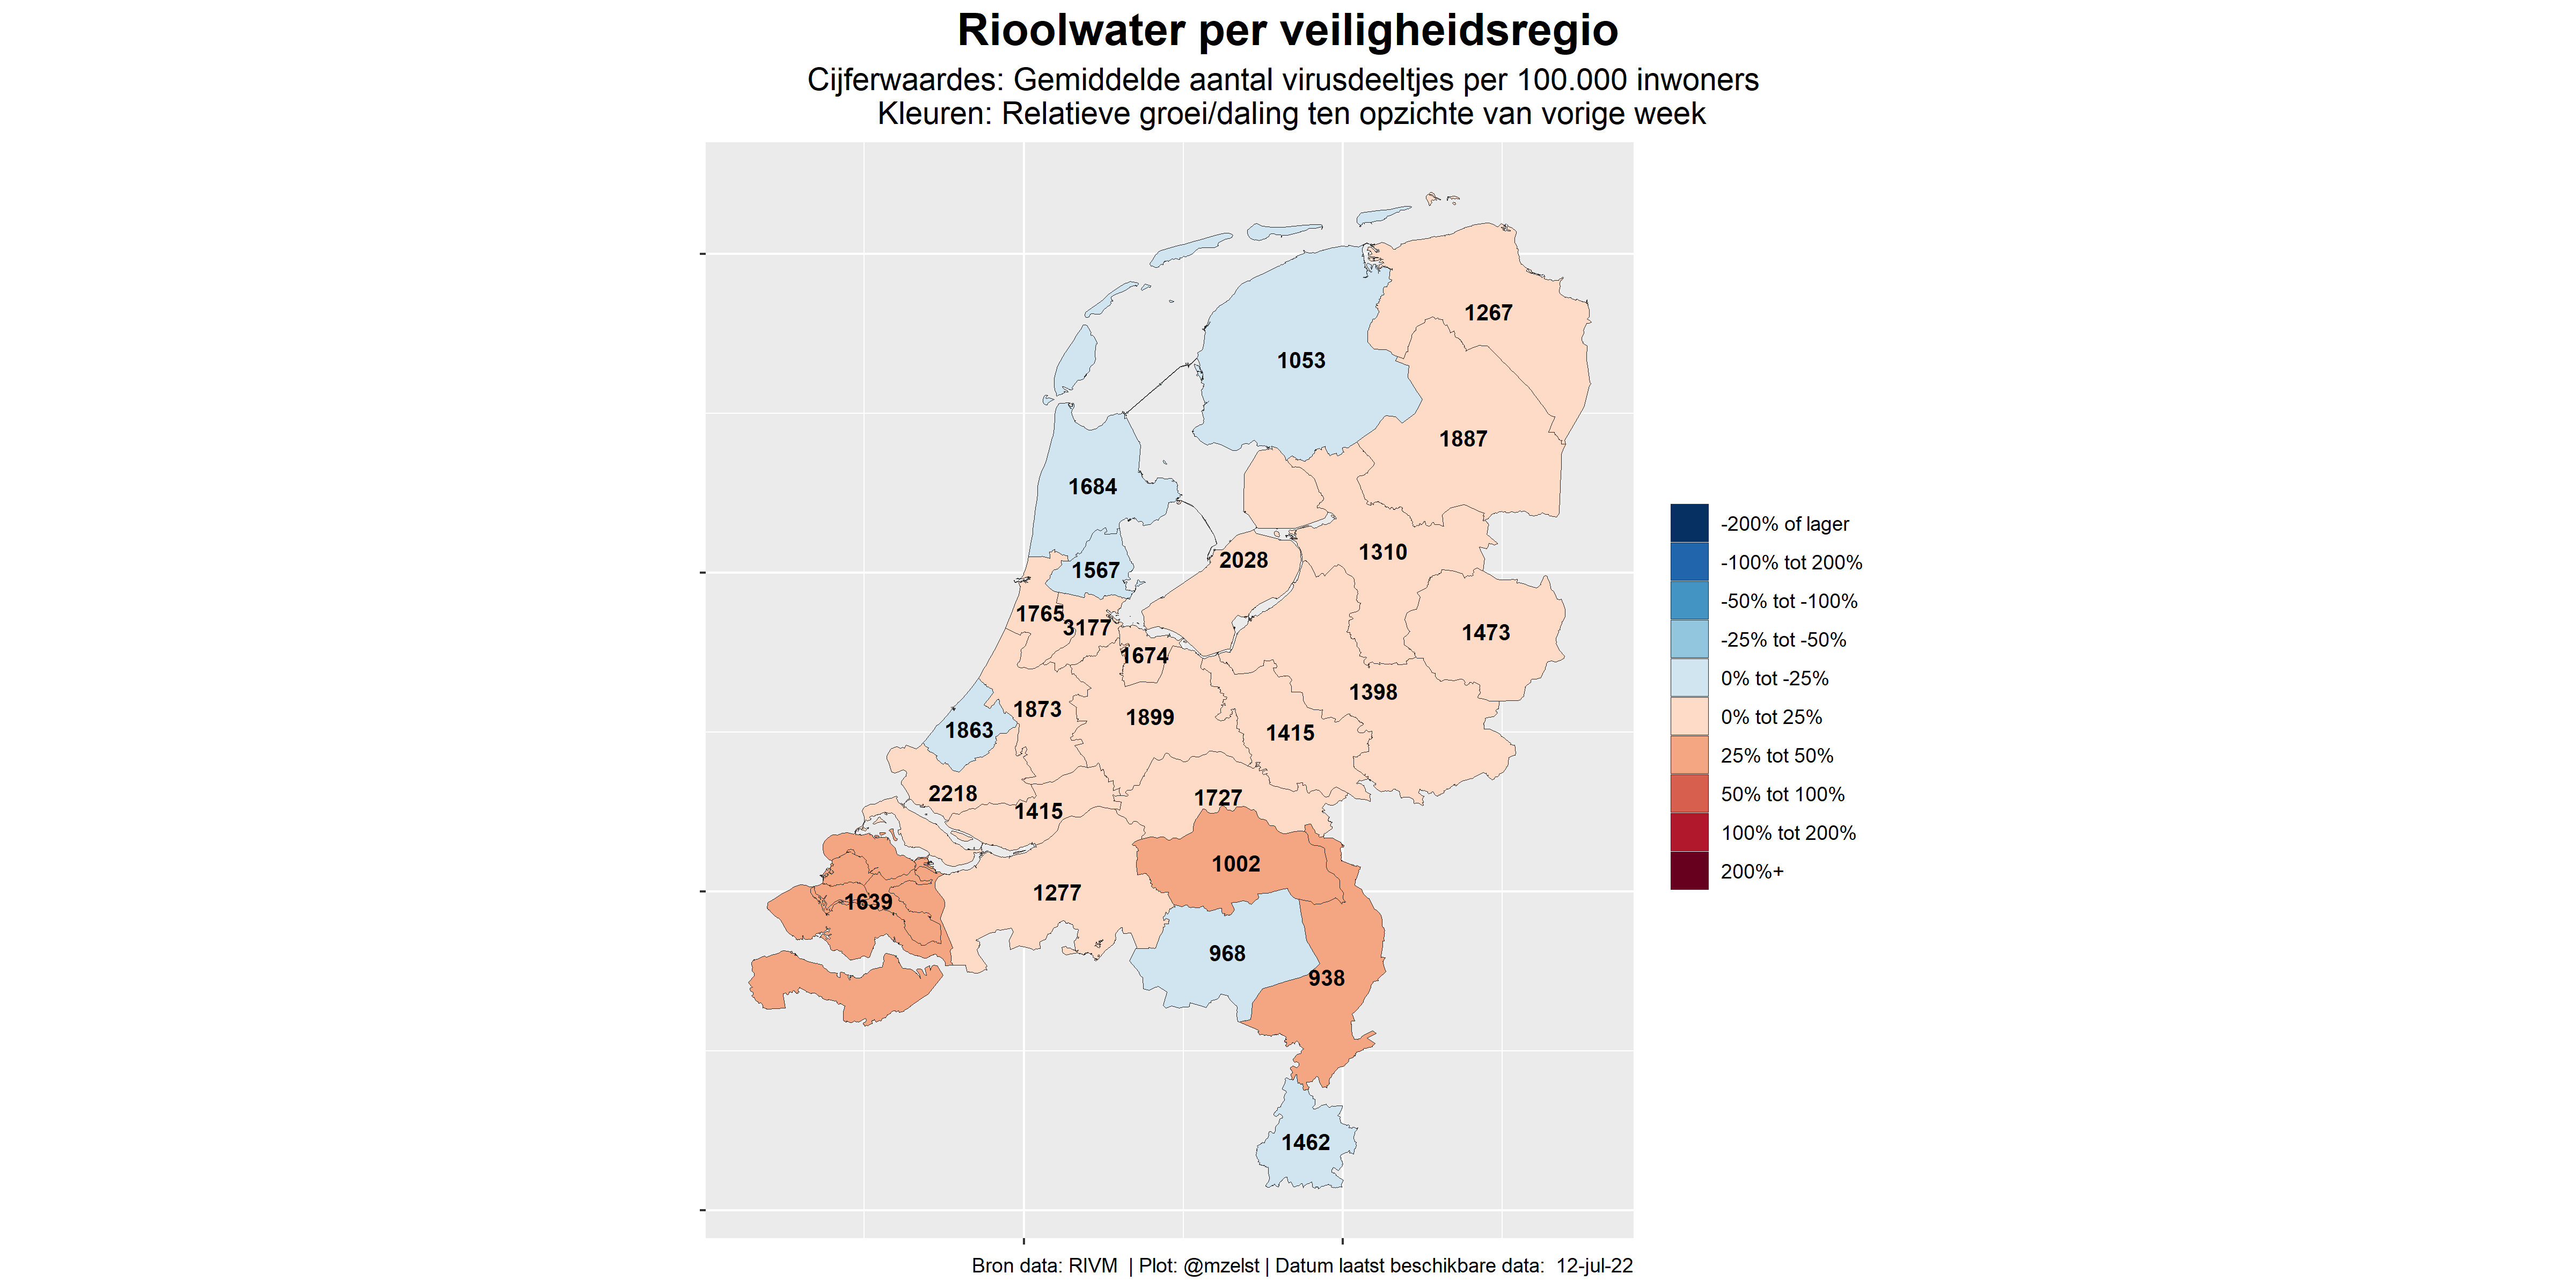 Rioolwater per veiligheidsregio
Cijferwaardes: Gemiddelde aantal virusdeeltjes per 100.000 inwoners
Kleuren: Relatieve groei/daling ten opzichte van vorige week
1267
1053
1887
1684
1310
2028
1567
1765
3177
1473
1674
1398
1873
1899
1863
1415
2218
1727
1415
1002
1277
1639
968
938
1462
-200% of lager
-100% tot 200%
-50% tot -100%
-25% tot -50%
0% tot -25%
0% tot 25%
25% tot 50%
50% tot 100%
100% tot 200%
200%+
Bron data: RIVM | Plot: @mzelst | Datum laatst beschikbare data: 12-jul-22